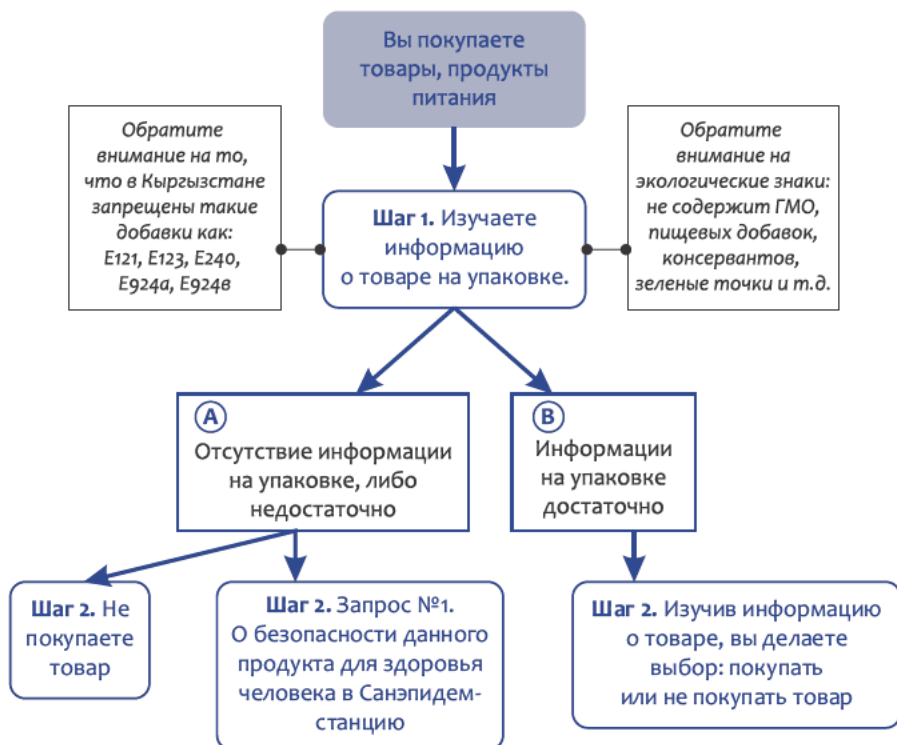 Вы покупаете
товары, продукты
питания
Обратите
внимание на то,
что в Кыргызстане
запрещены такие
добавки как:
Е121, Е123, Е240,
Е924а, Е924в
Шаг 1. Изучаете
информацию
о товаре на упаковке.
Обратите
внимание на
экологические знаки:
не содержит ГМО,
пищевых добавок,
консервантов,
зеленые точки и т.д.
A
Отсутствие информации
на упаковке, либо
недостаточно
B
Информации
на упаковке
достаточно
Шаг 2. Не
покупаете
товар
Шаг 2. Запрос №1.
О безопасности данного
продукта для здоровья
человека в Санэпидем-
станцию
Шаг 2. Изучив информацию
о товаре, вы делаете
выбор: покупать
или не покупать товар